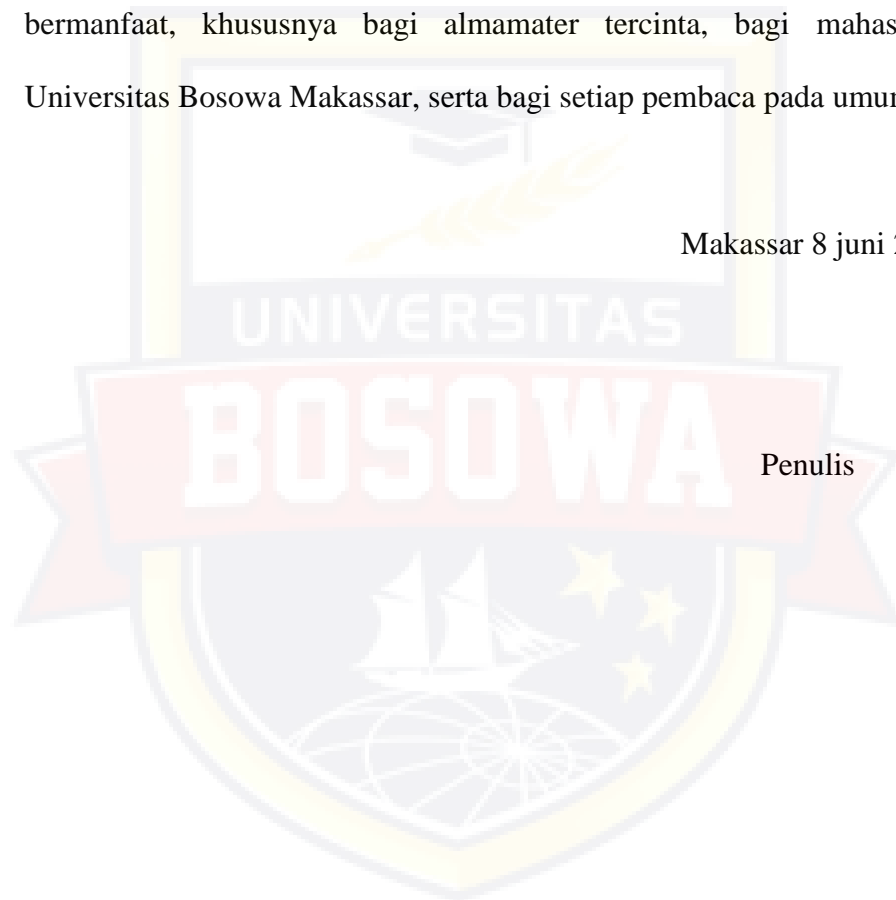 bermanfaat, khususnya bagi almamater tercinta, bagi
Universitas Bosowa Makassar, serta bagi setiap pembaca pada
Makassar 8 juni
UNIVERSITAS
BOSOWA
Penulis